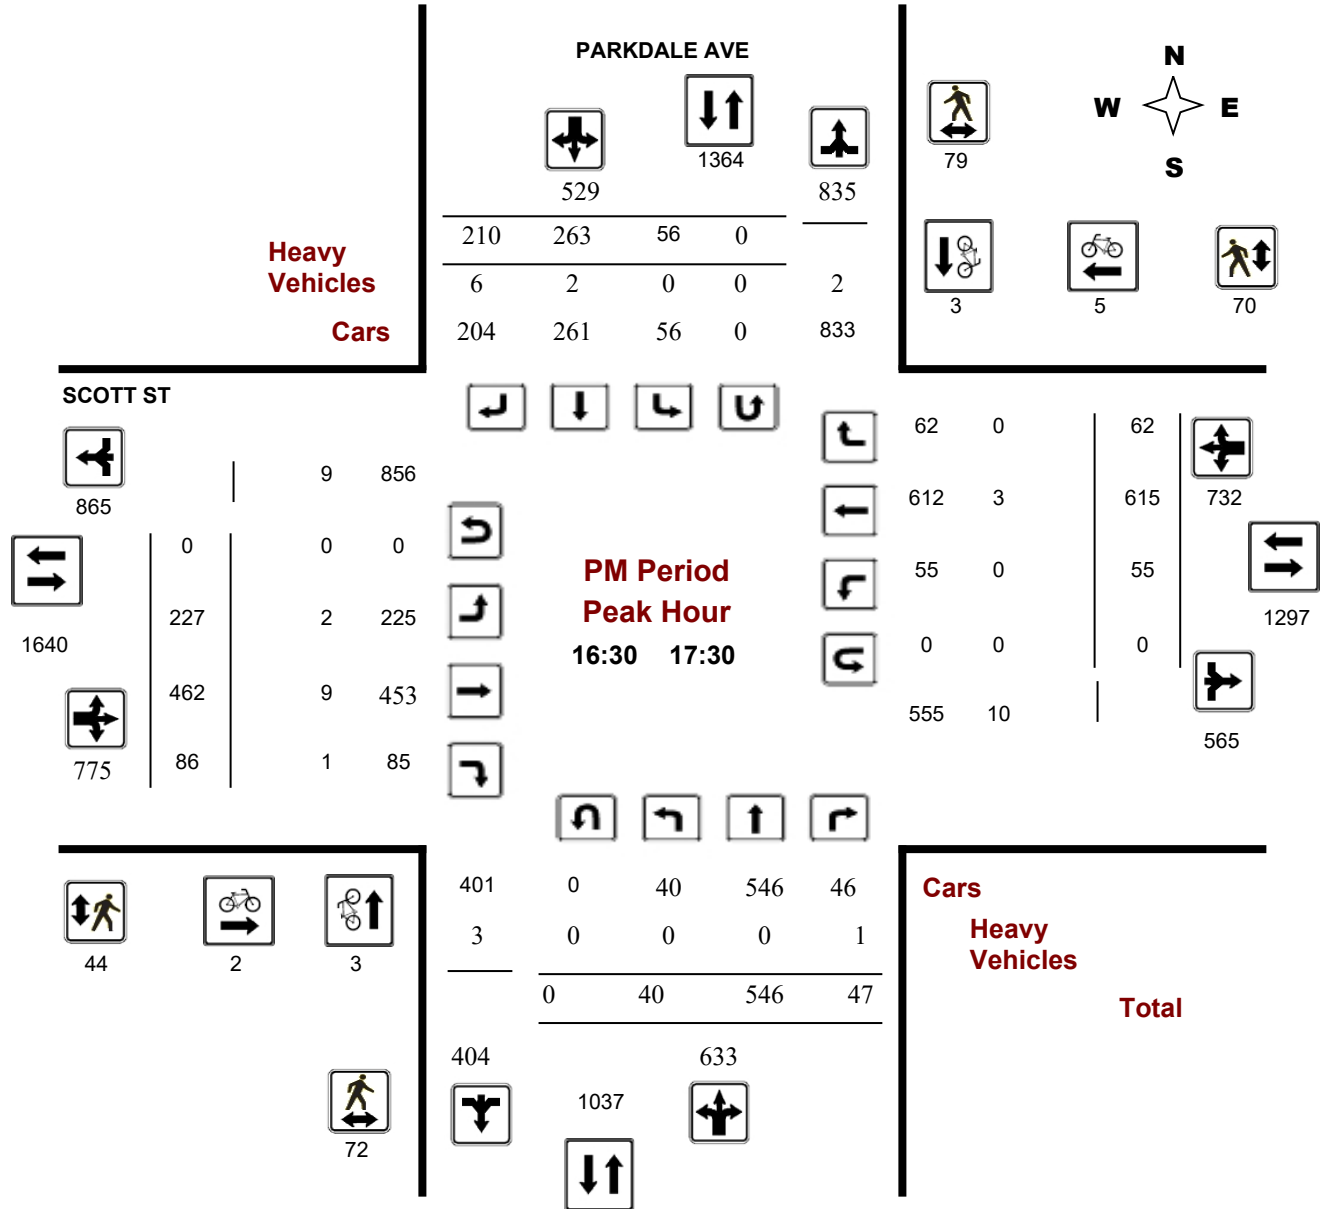 PARKDALE AVE
N
W E
S
1364
79
529 835
210 263 56 0
Heavy
Vehicles
6 2 0 0 2
3 5 70
Cars
204 261 56 0 833
SCOTT ST
62 0 62
9 856
865
612 3 615 732
0 0 0
PM Period
55 0 55
Peak Hour
227 2 225
1297
1640
16:30 17:30
0 0 0
462 9 453
555 10
565
775 86 1 85
401 0 40 546 46
Cars
3 0 0 0 1
Heavy
Vehicles
44 2 3
0 40 546 47
Total
404 633
1037
72